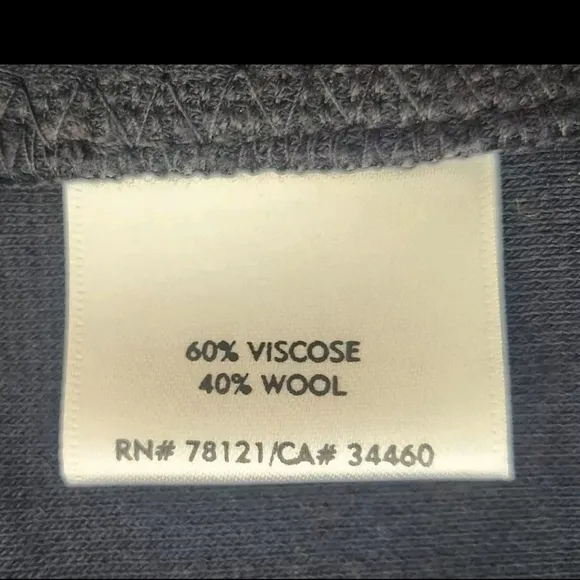 60% VISCOSE
40% WOOL
RN# 78121/CA# 34460